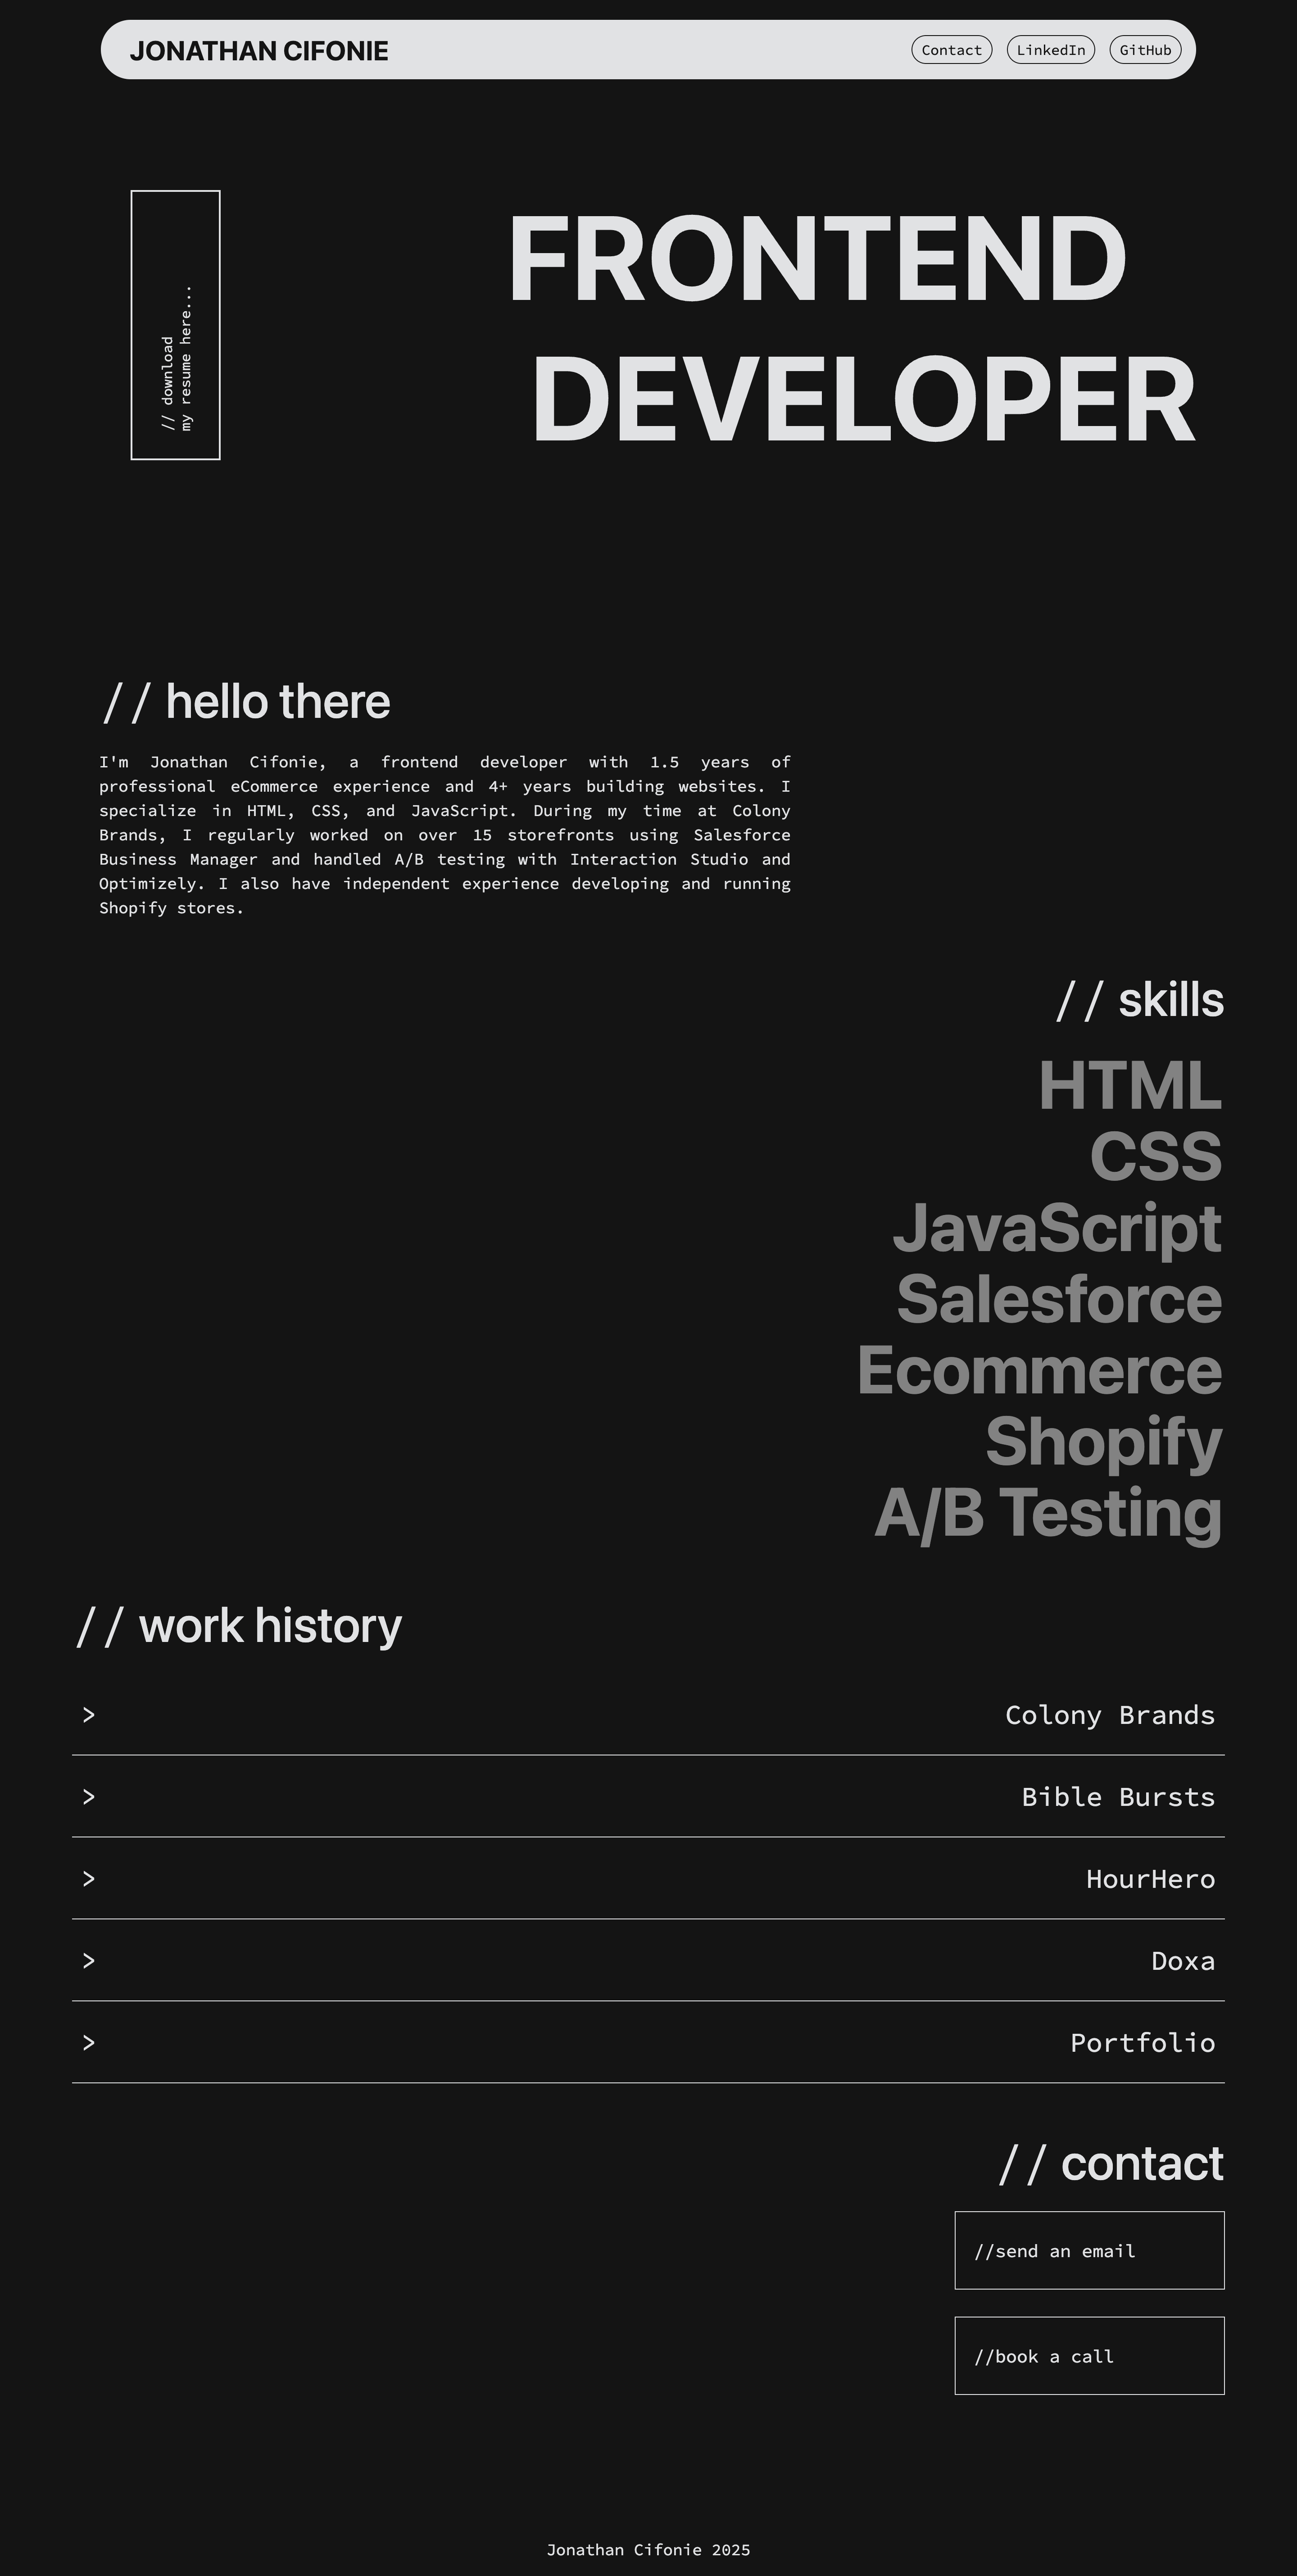 JONATHAN CIFONIE
Contact
LinkedIn
GitHub
// download
my resume here...
FRONTEND
DEVELOPER
// hello there
I'm Jonathan Cifonie, a frontend developer with 1.5 years of
professional eCommerce experience and 4+ years building websites. I
specialize in HTML, CSS, and JavaScript. During my time at Colony
Brands, I regularly worked on over 15 storefronts using Salesforce
Business Manager and handled A/B testing with Interaction Studio and
Optimizely. I also have independent experience developing and running
Shopify stores.
// skills
HTML
CSS
JavaScript
Salesforce
Ecommerce
Shopify
A/B Testing
// work history
> Colony Brands
> Bible Bursts
> HourHero
> Doxa
> Portfolio
// contact
//send an email
//book a call
Jonathan Cifonie 2025